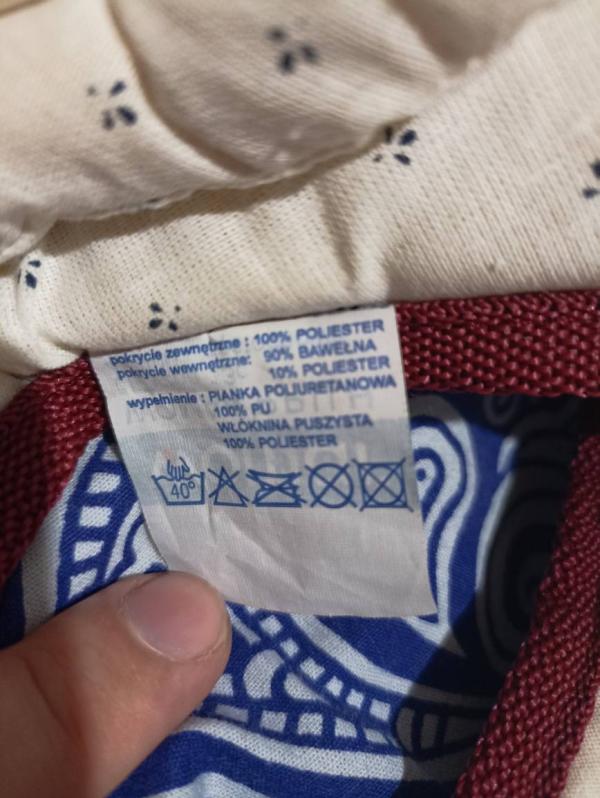 pokrycie zewnętrzne : 100% POLIESTER
pokrycie wewnętrzne: 90% BAWEŁNA
10% POLIESTER
wypełnienie : PIANKA POLIURETANOWA
100% PU
WŁÓKNINA PUSZYSTA
100% POLIESTER
40°